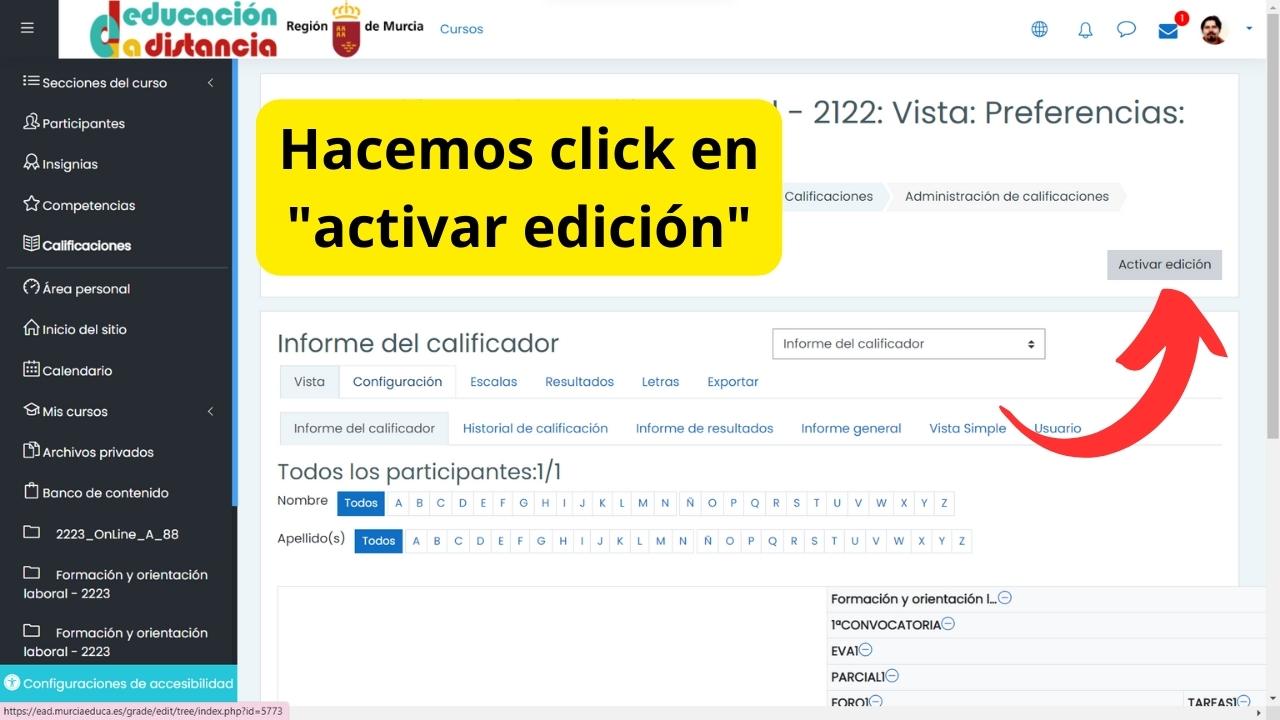 educación
a distancia
Región de Murcia
Cursos
1
Secciones del curso
Participantes
Insignias
Competencias
Calificaciones
Área personal
Inicio del sitio
Calendario
Mis cursos
Archivos privados
Banco de contenido
2223_OnLine_A_88
Formación y orientación
laboral - 2223
Formación y orientación
laboral - 2223
Configuraciones de accesibilidad
https://ead.murciaeduca.es/grade/edit/tree/index.php?id=5773
- 2122: Vista: Preferencias:
Hacemos click en
"activar edición"
Calificaciones Administración de calificaciones
Activar edición
Informe del calificador Informe del calificador
Vista Configuración Escalas Resultados Letras Exportar
Informe del calificador Historial de calificación Informe de resultados Informe general Vista Simple Usuario
Todos los participantes:1/1
Nombre Todos A B C D E F G H I J K L M N Ñ O P Q R S T U V W X Y Z
Apellido(s) Todos A B C D E F G H I J K L M N Ñ O P Q R S T U V W X Y Z
Formación y orientación l...
1ªCONVOCATORIA
EVA1
PARCIAL1
FORO1 TAREAS1